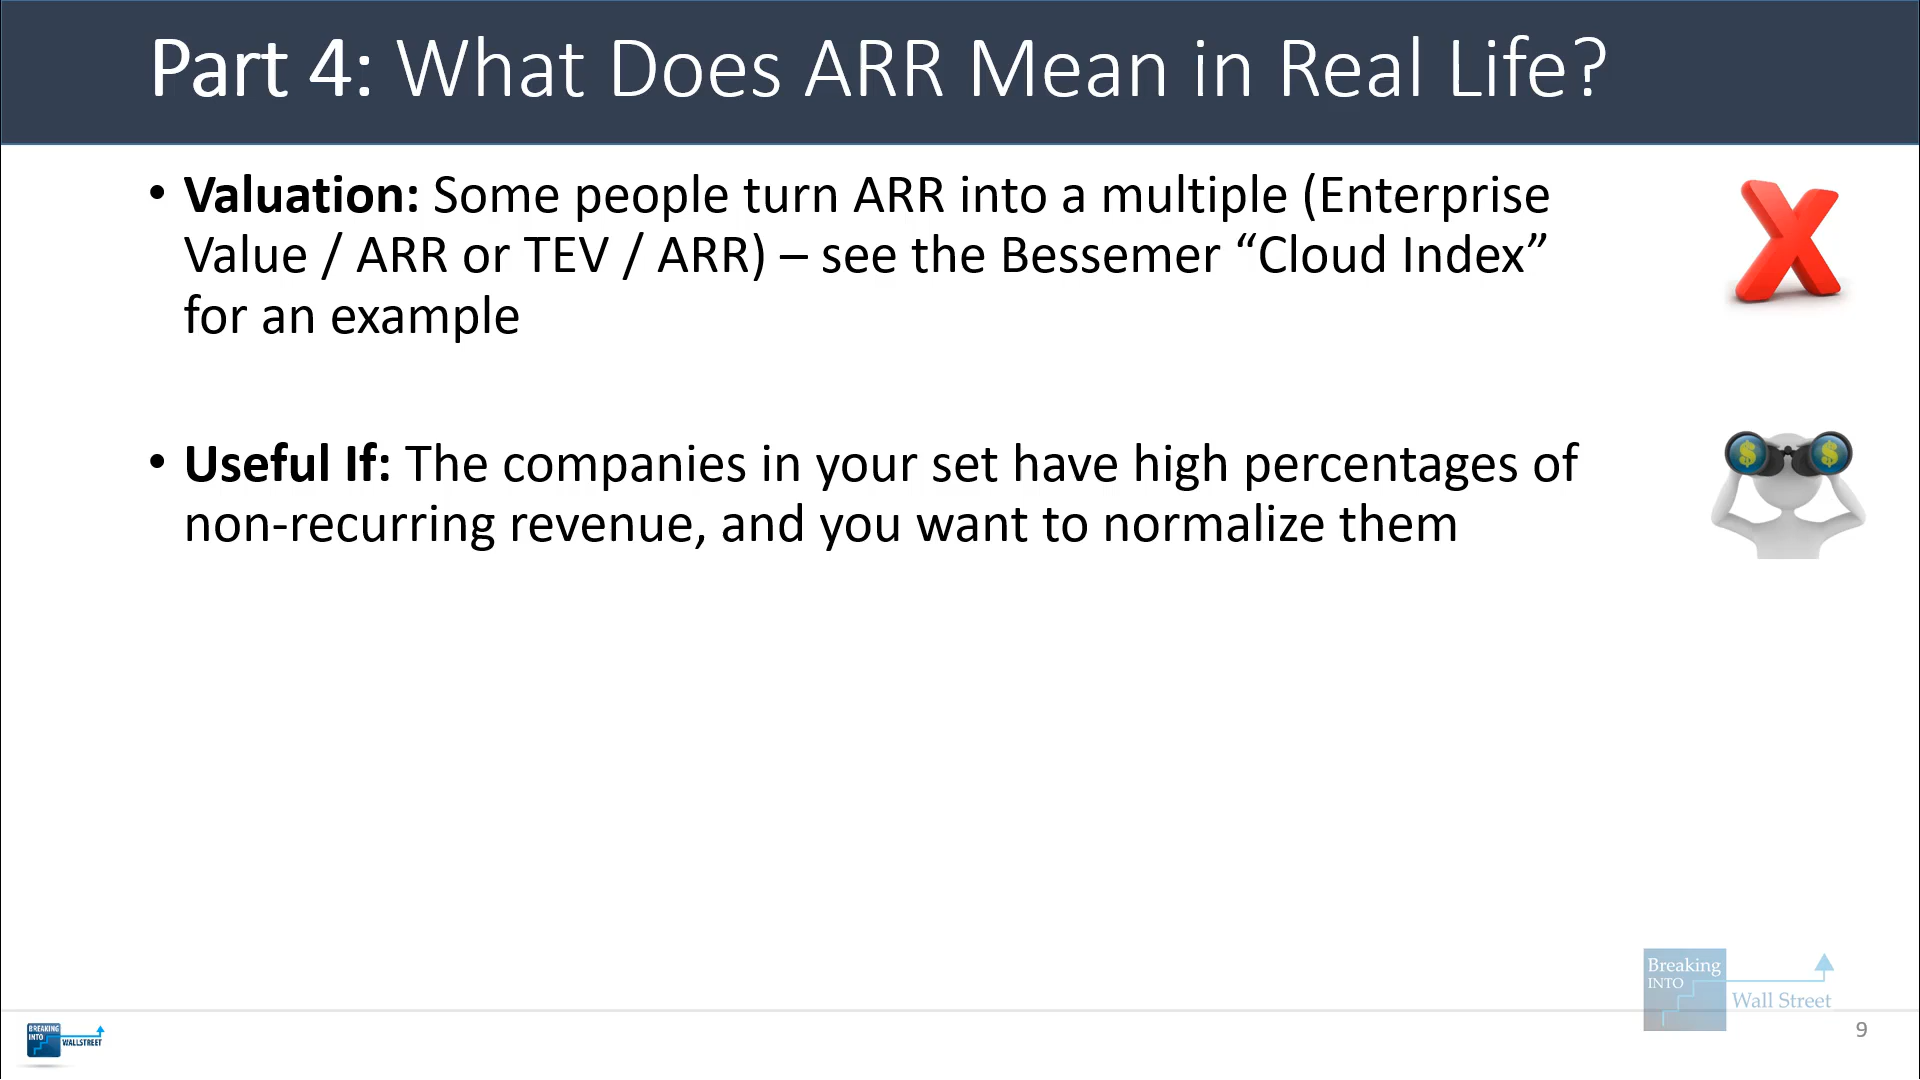 Part 4: What Does ARR Mean in Real Life?
• Valuation: Some people turn ARR into a multiple (Enterprise
Value / ARR or TEV / ARR) – see the Bessemer “Cloud Index”
for an example
• Useful If: The companies in your set have high percentages of
non-recurring revenue, and you want to normalize them
$ $
Breaking
INTO
Wall Street
BREAKING
INTO
WALLSTREET
9